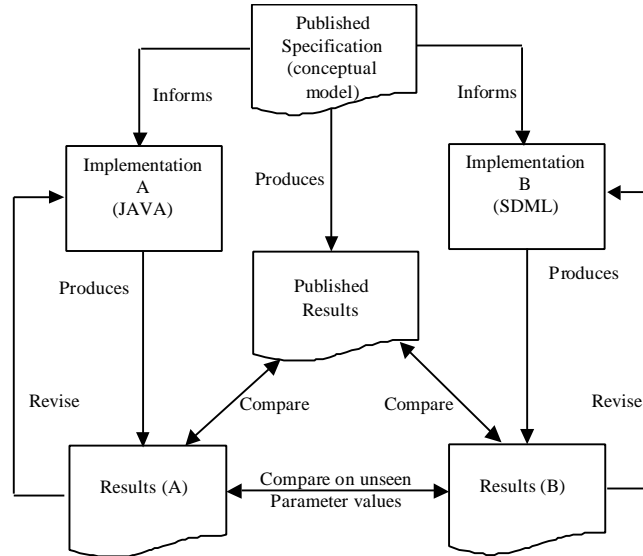 Published
Specification
(conceptual
model)
Informs
Informs
Implementation
A
(JAVA)
Implementation
B
(SDML)
Produces
Produces
Produces
Published
Results
Revise
Compare
Compare
Revise
Results (A)
Compare on unseen
Parameter values
Results (B)